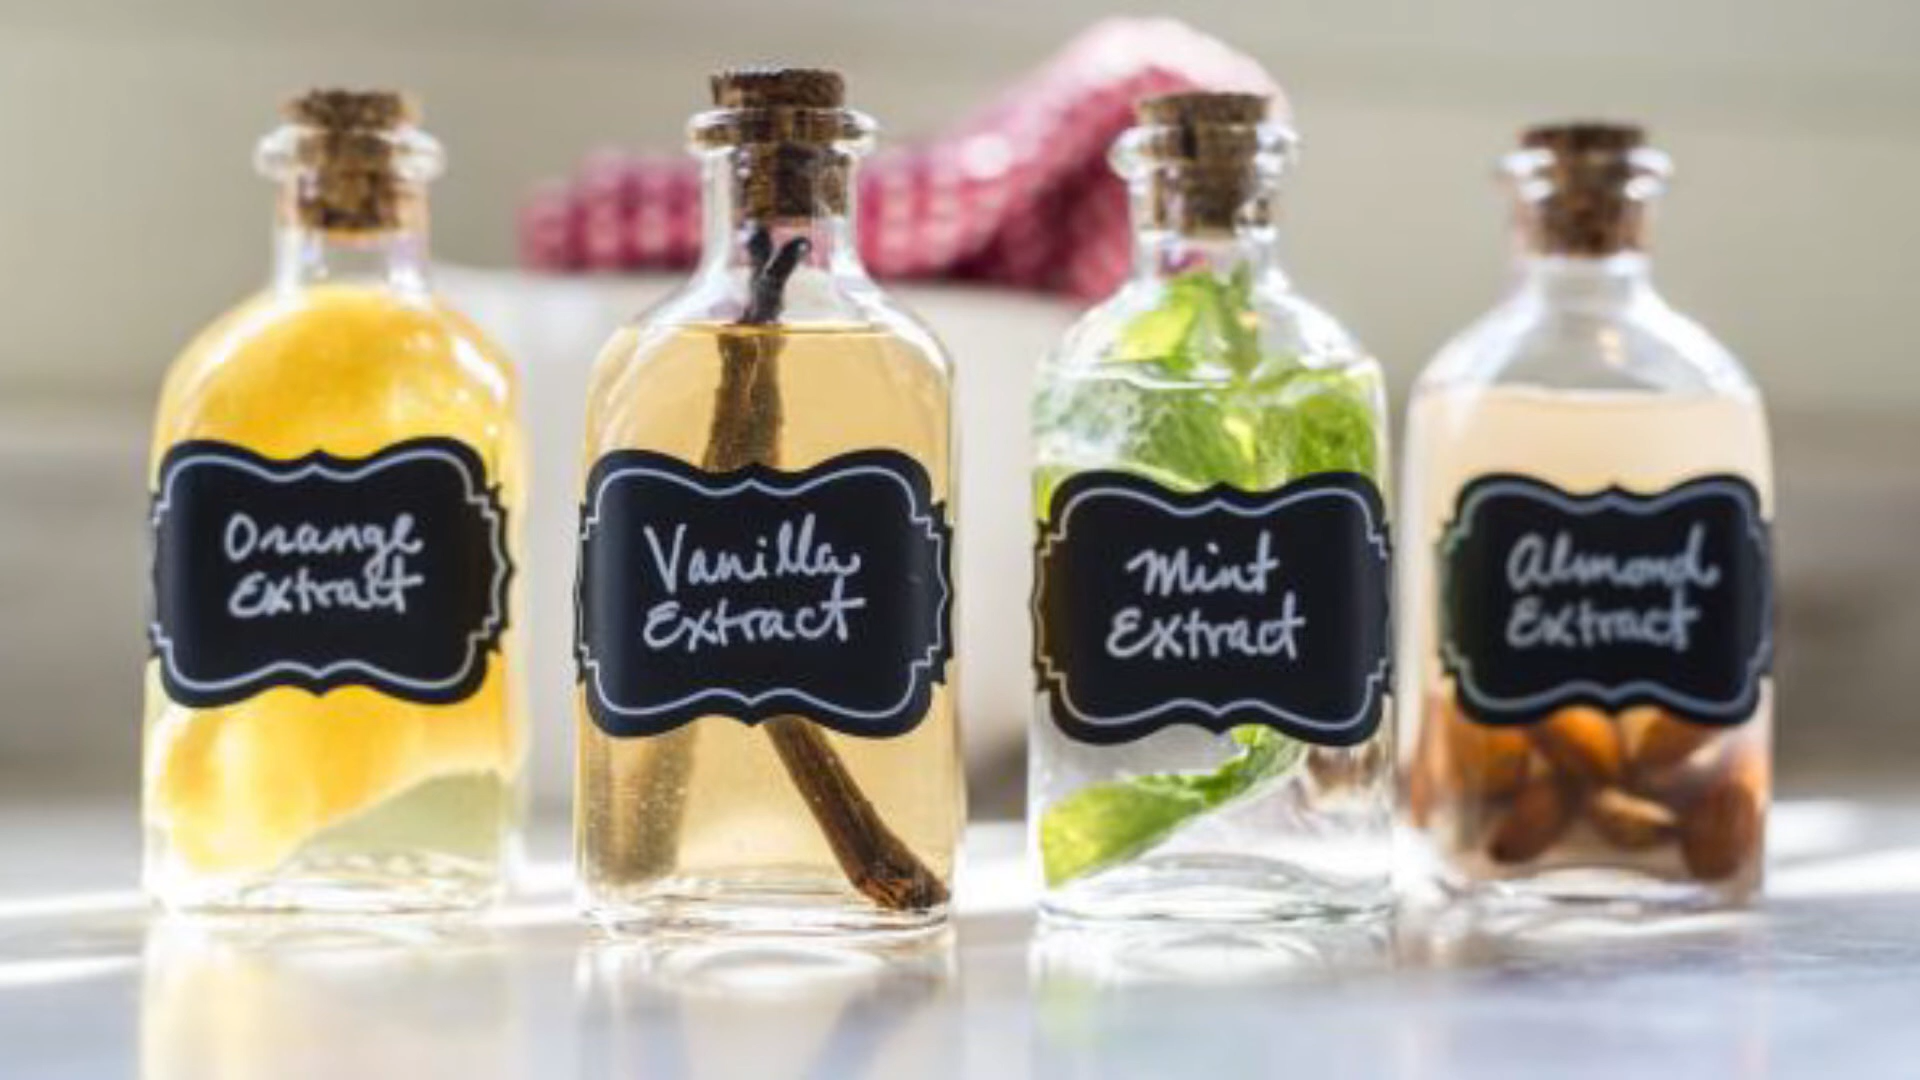 Orange
Extract
Vanilla
Extract
Mint
Extract
Almond
Extract